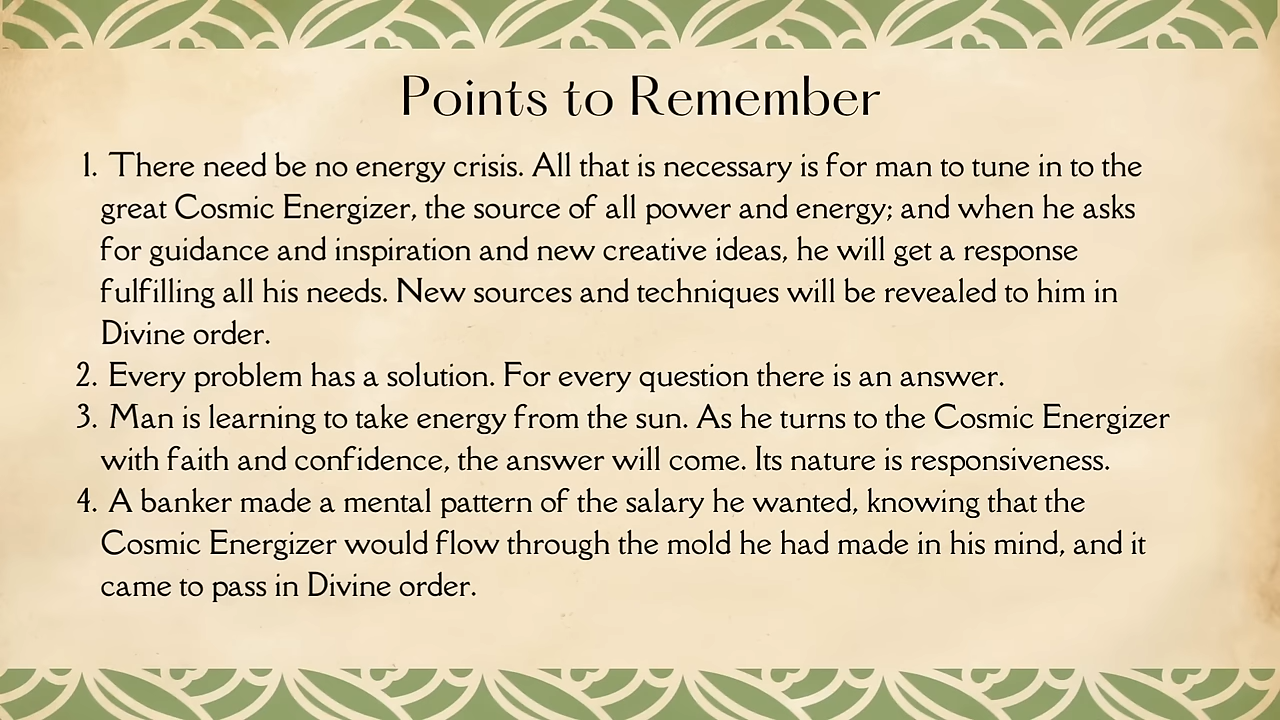 Points to Remember
1. There need be no energy crisis. All that is necessary is for man to tune in to the
great Cosmic Energizer, the source of all power and energy; and when he asks
for guidance and inspiration and new creative ideas, he will get a response
fulfilling all his needs. New sources and techniques will be revealed to him in
Divine order.
2. Every problem has a solution. For every question there is an answer.
3. Man is learning to take energy from the sun. As he turns to the Cosmic Energizer
with faith and confidence, the answer will come. Its nature is responsiveness.
4. A banker made a mental pattern of the salary he wanted, knowing that the
Cosmic Energizer would flow through the mold he had made in his mind, and it
came to pass in Divine order.